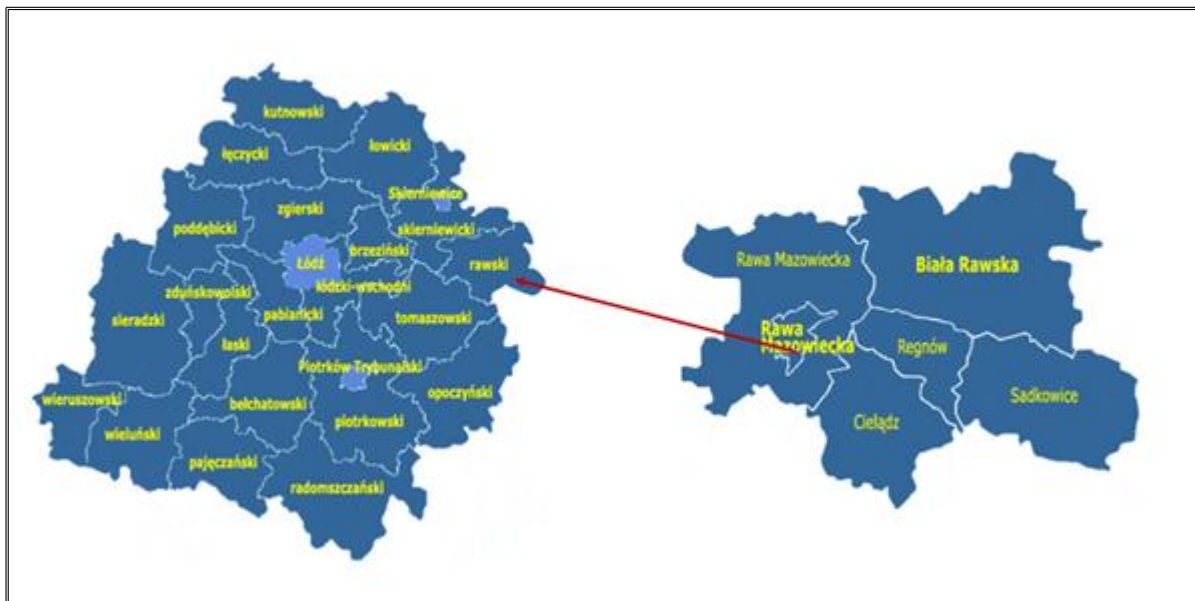 kutnowski
łęczycki
łowicki
Skierniewice
zgierski
poddębicki
skierniewicki
brzeziński
rawski
Łódź
łódzki-wschodni
zduńskowolski
pabianicki
sieradzki
tomaszowski
łaski
Piotrków Trybunalski
opoczyński
wieruszowski
bełchatowski
piotrkowski
wieluński
pajęczański
radomszczański
Rawa Mazowiecka
Biała Rawska
Rawa
Mazowiecka
Regnów
Sadkowice
Cielądz